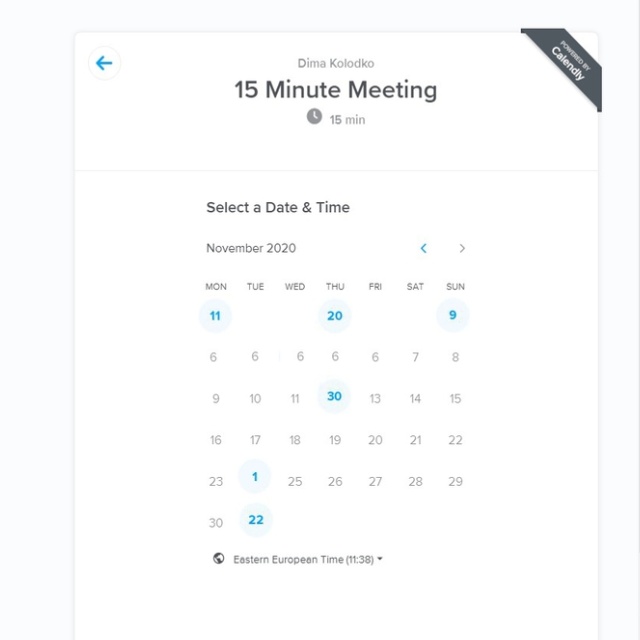 Dima Kolodko
POWERED BY
Calendly
15 Minute Meeting
15 min
Select a Date & Time
November 2020
MON TUE WED THU FRI SAT SUN
11 20 9
6 6 6 6 6 7 8
9 10 11 30 13 14 15
16 17 18 19 20 21 22
23 1 25 26 27 28 29
30 22
Eastern European Time (11:38)